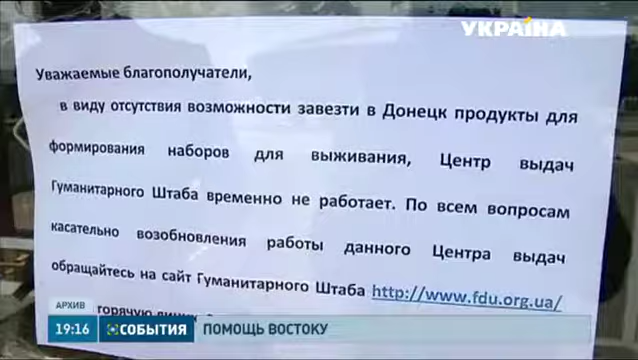 УКРАЇНА
Уважаемые благополучатели,
в виду отсутствия возможности завезти в Донецк продукты для
формирования наборов для выживания, Центр выдач
Гуманитарного Штаба временно не работает. По всем вопросам
касательно возобновления работы данного Центра выдач
обращайтесь на сайт Гуманитарного Штаба http://www.fdu.org.ua/
горячую линию
АРХИВ
19:16 СОБЫТИЯ ПОМОЩЬ ВОСТОКУ